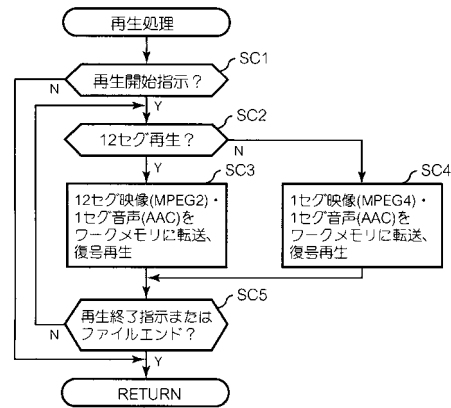 再生処理
SC1
再生開始指示？
N
Y
SC2
12セグ再生？
N
Y
SC3
12セグ映像(MPEG2)・
1セグ音声(AAC)を
ワークメモリに転送、
復号再生
SC4
1セグ映像(MPEG4)・
1セグ音声(AAC)を
ワークメモリに転送、
復号再生
SC5
再生終了指示または
ファイルエンド？
N
Y
RETURN